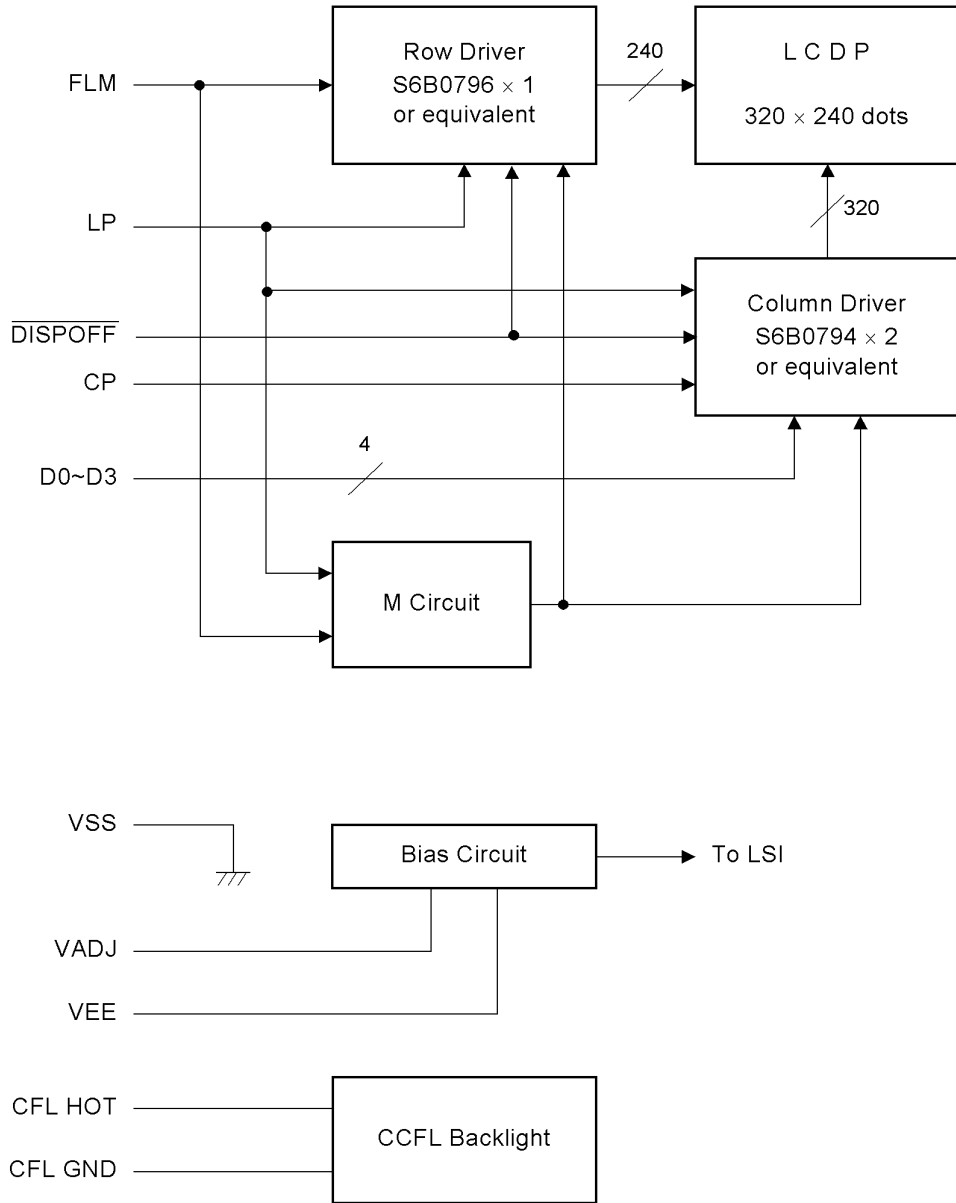 Row Driver
S6B0796 × 1
or equivalent
240
L C D P
320 × 240 dots
FLM
LP
320
Column Driver
S6B0794 × 2
or equivalent
DISPOFF
CP
4
D0~D3
M Circuit
VSS
Bias Circuit
To LSI
VADJ
VEE
CFL HOT
CCFL Backlight
CFL GND